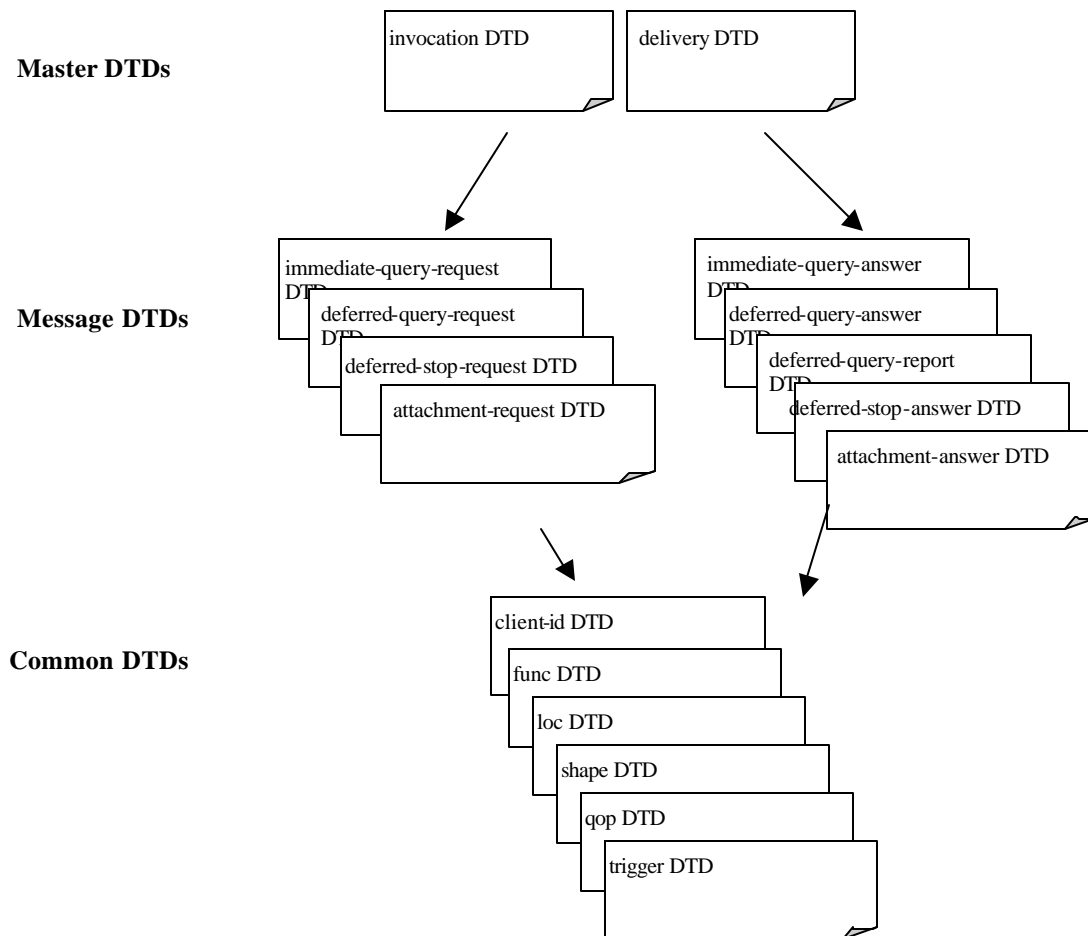 Master DTDs
invocation DTD
delivery DTD
Message DTDs
immediate-query-request
DTD
deferred-query-request
DTD
deferred-stop-request DTD
attachment-request DTD
immediate-query-answer
DTD
deferred-query-answer
DTD
deferred-query-report
DTD
deferred-stop-answer DTD
attachment-answer DTD
Common DTDs
client-id DTD
func DTD
loc DTD
shape DTD
qop DTD
trigger DTD